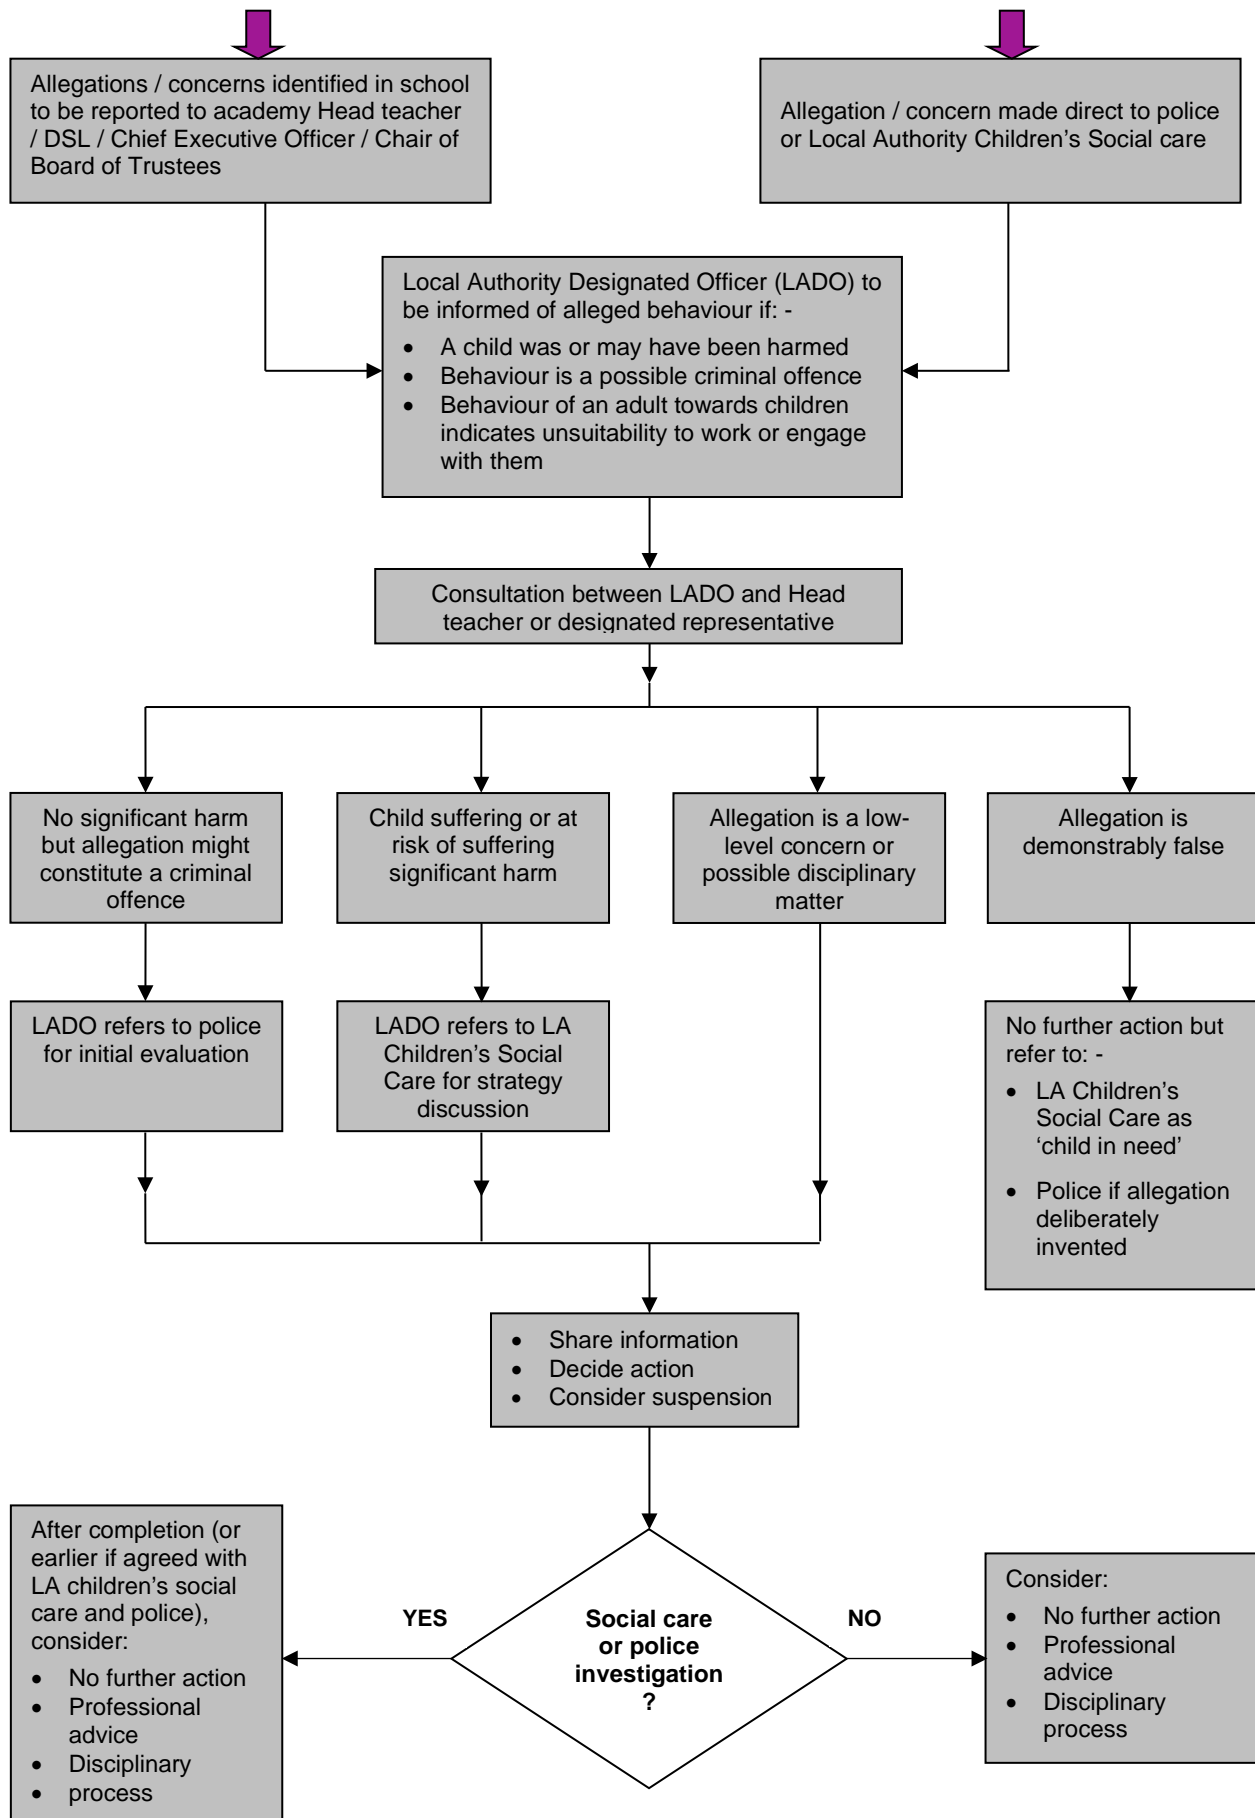 Allegations / concerns identified in school
to be reported to academy Head teacher
/ DSL / Chief Executive Officer / Chair of
Board of Trustees
Allegation / concern made direct to police
or Local Authority Children’s Social care
Local Authority Designated Officer (LADO) to
be informed of alleged behaviour if: -
• A child was or may have been harmed
• Behaviour is a possible criminal offence
• Behaviour of an adult towards children
indicates unsuitability to work or engage
with them
Consultation between LADO and Head
teacher or designated representative
No significant harm
but allegation might
constitute a criminal
offence
Child suffering or at
risk of suffering
significant harm
Allegation is a low-
level concern or
possible disciplinary
matter
Allegation is
demonstrably false
LADO refers to police
for initial evaluation
LADO refers to LA
Children’s Social
Care for strategy
discussion
No further action but
refer to: -
• LA Children’s
Social Care as
‘child in need’
• Police if allegation
deliberately
invented
• Share information
• Decide action
• Consider suspension
After completion (or
earlier if agreed with
LA children’s social
care and police),
consider:
• No further action
• Professional
advice
• Disciplinary
• process
YES
Social care
or police
investigation
?
NO
Consider:
• No further action
• Professional
advice
• Disciplinary
process